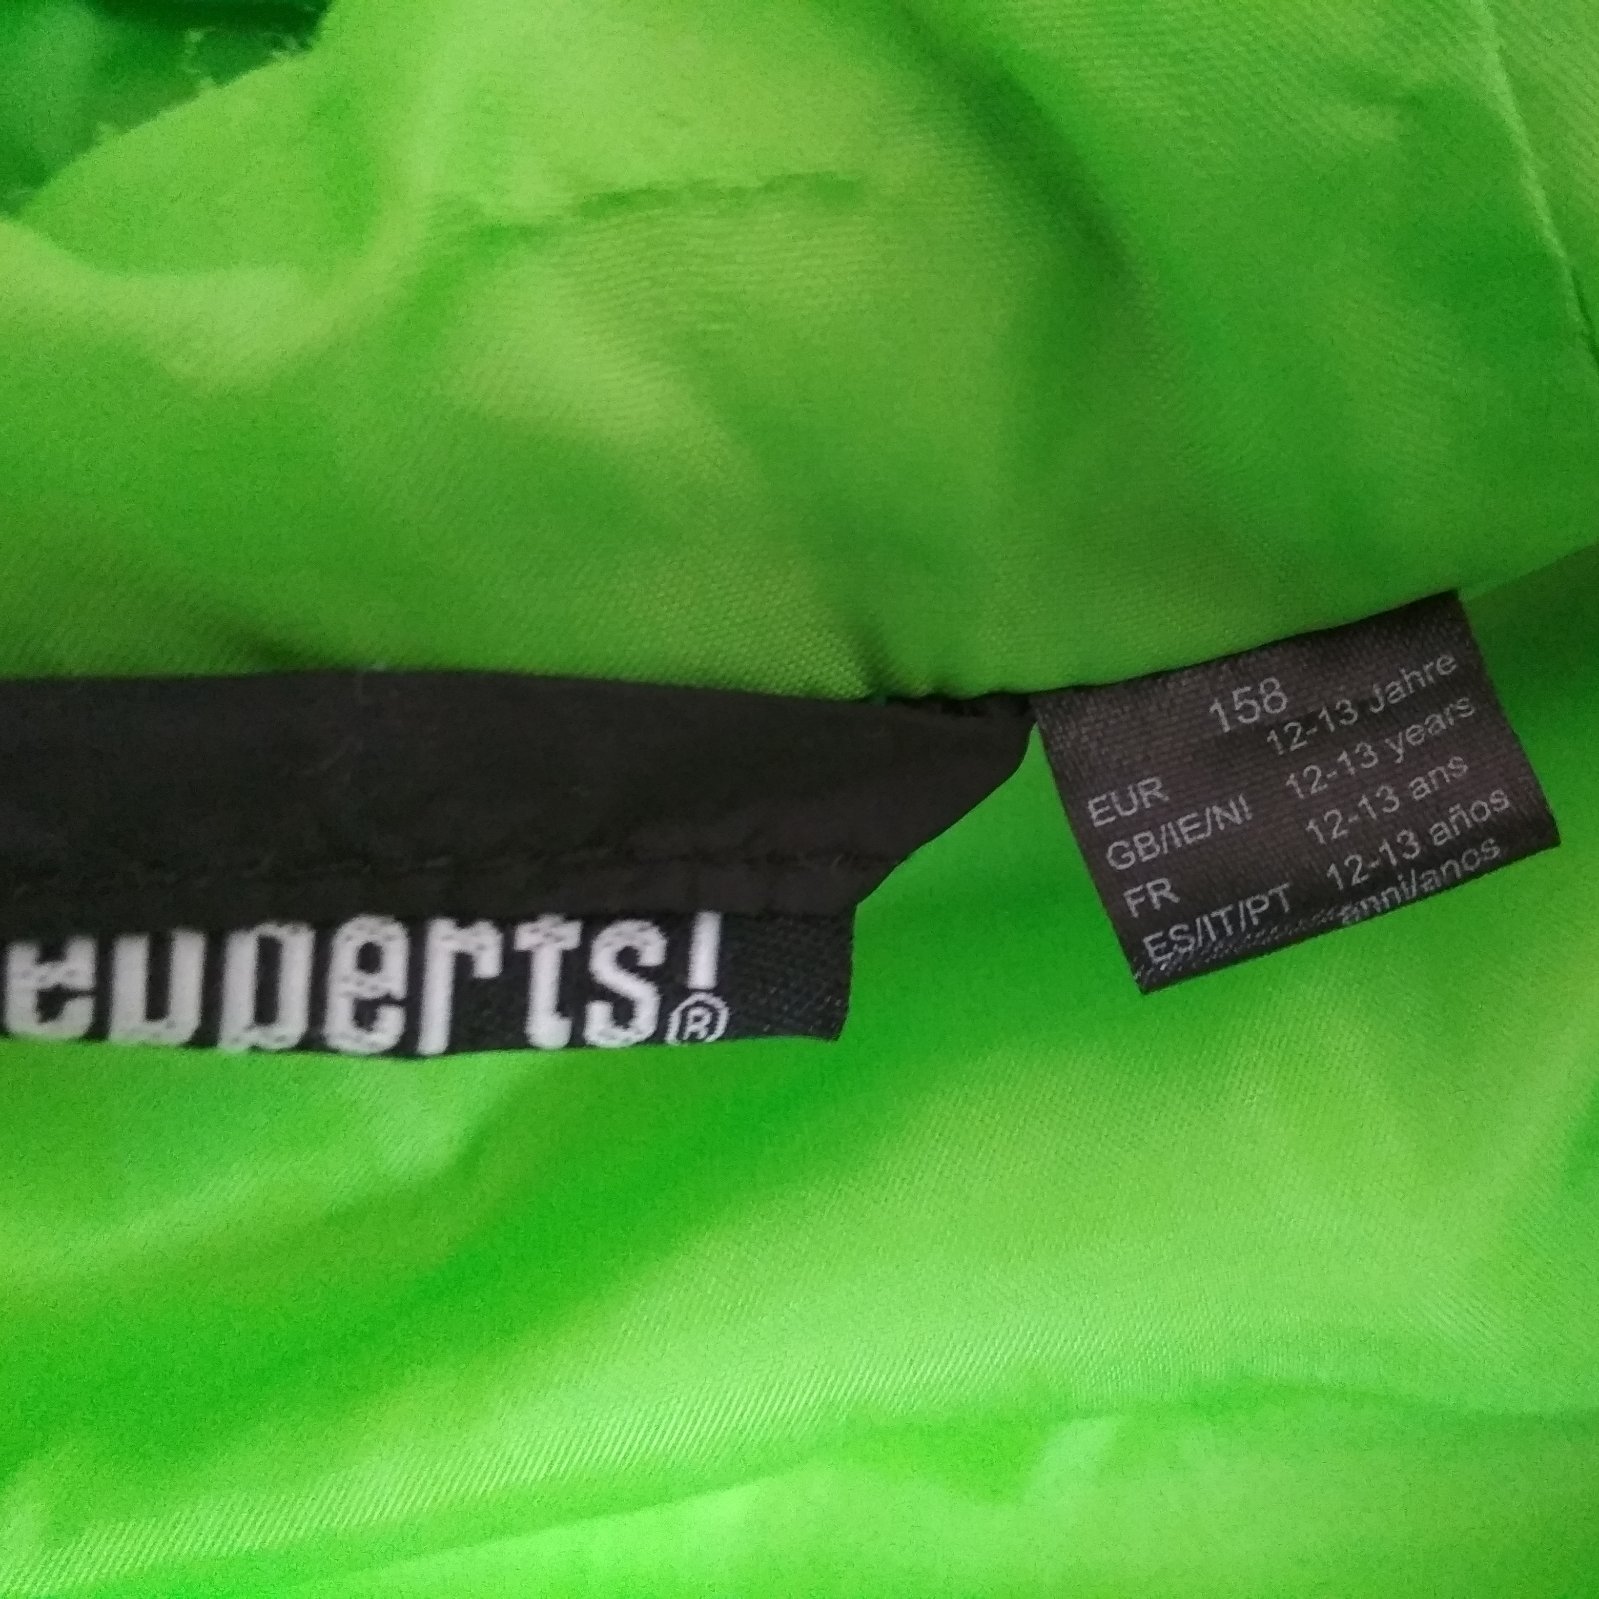 epperts!®
158
12-13 Jahre
EUR 12-13 years
GB/IE/NI 12-13 ans
FR 12-13 años
ES/IT/PT anni/anos